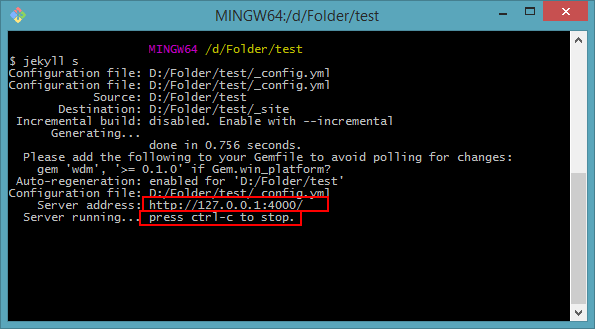 MINGW64:/d/Folder/test
MINGW64 /d/Folder/test
$ jekyll s
Configuration file: D:/Folder/test/_config.yml
Configuration file: D:/Folder/test/_config.yml
Source: D:/Folder/test
Destination: D:/Folder/test/_site
Incremental build: disabled. Enable with --incremental
Generating...
done in 0.756 seconds.
Please add the following to your Gemfile to avoid polling for changes:
gem 'wdm', '>= 0.1.0' if Gem.win_platform?
Auto-regeneration: enabled for 'D:/Folder/test'
Configuration file: D:/Folder/test/_config.yml
Server address: http://127.0.0.1:4000/
Server running... press ctrl-c to stop.